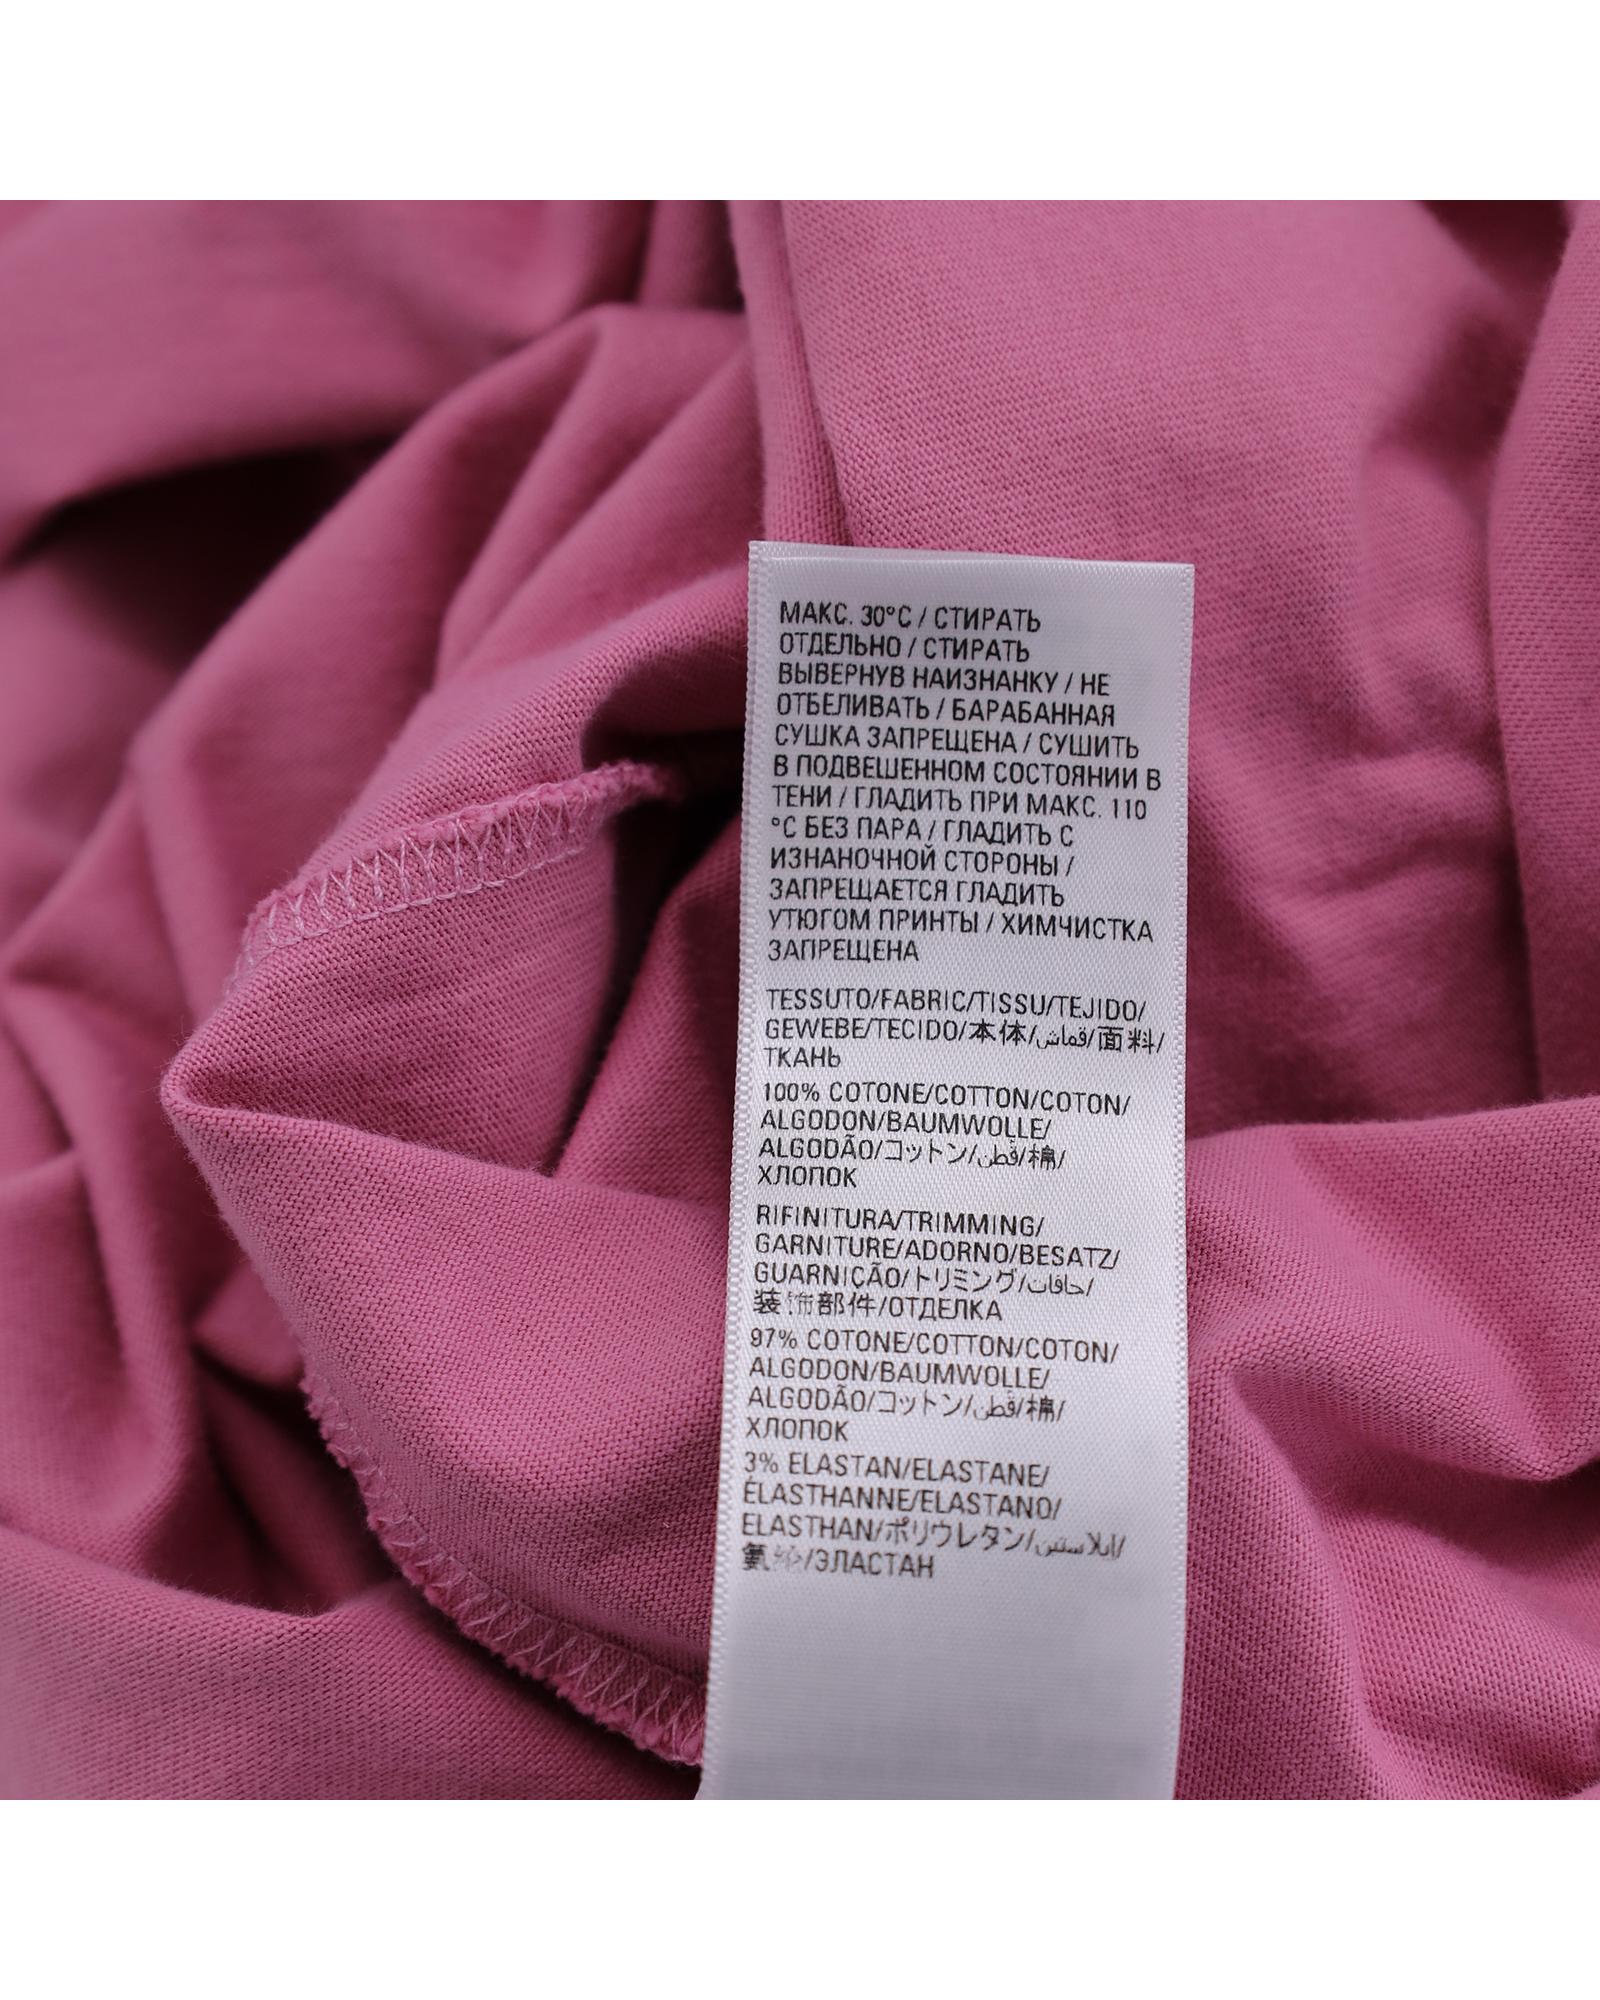 МАКС. 30°C / СТИРАТЬ
ОТДЕЛЬНО / СТИРАТЬ
ВЫВЕРНУВ НАИЗНАНКУ / НЕ
ОТБЕЛИВАТЬ / БАРАБАННАЯ
СУШКА ЗАПРЕЩЕНА / СУШИТЬ
В ПОДВЕШЕННОМ СОСТОЯНИИ В
ТЕНИ / ГЛАДИТЬ ПРИ МАКС. 110
°C БЕЗ ПАРА / ГЛАДИТЬ С
ИЗНАНОЧНОЙ СТОРОНЫ /
ЗАПРЕЩАЕТСЯ ГЛАДИТЬ
УТЮГОМ ПРИНТЫ / ХИМЧИСТКА
ЗАПРЕЩЕНА
TESSUTO/FABRIC/TISSU/TEJIDO/
GEWEBE/TECIDO/本体/قماش/面料/
ТКАНЬ
100% COTONE/COTTON/COTON/
ALGODON/BAUMWOLLE/
ALGODÃO/コットン/قطن/棉/
ХЛОПОК
RIFINITURA/TRIMMING/
GARNITURE/ADORNO/BESATZ/
GUARNIÇÃO/トリミング/حافات/
装饰部件/ОТДЕЛКА
97% COTONE/COTTON/COTON/
ALGODON/BAUMWOLLE/
ALGODÃO/コットン/قطن/棉/
ХЛОПОК
3% ELASTAN/ELASTANE/
ÉLASTHANNE/ELASTANO/
ELASTHAN/ポリウレタン/إيلاستين/
氨纶/ЭЛАСТАН